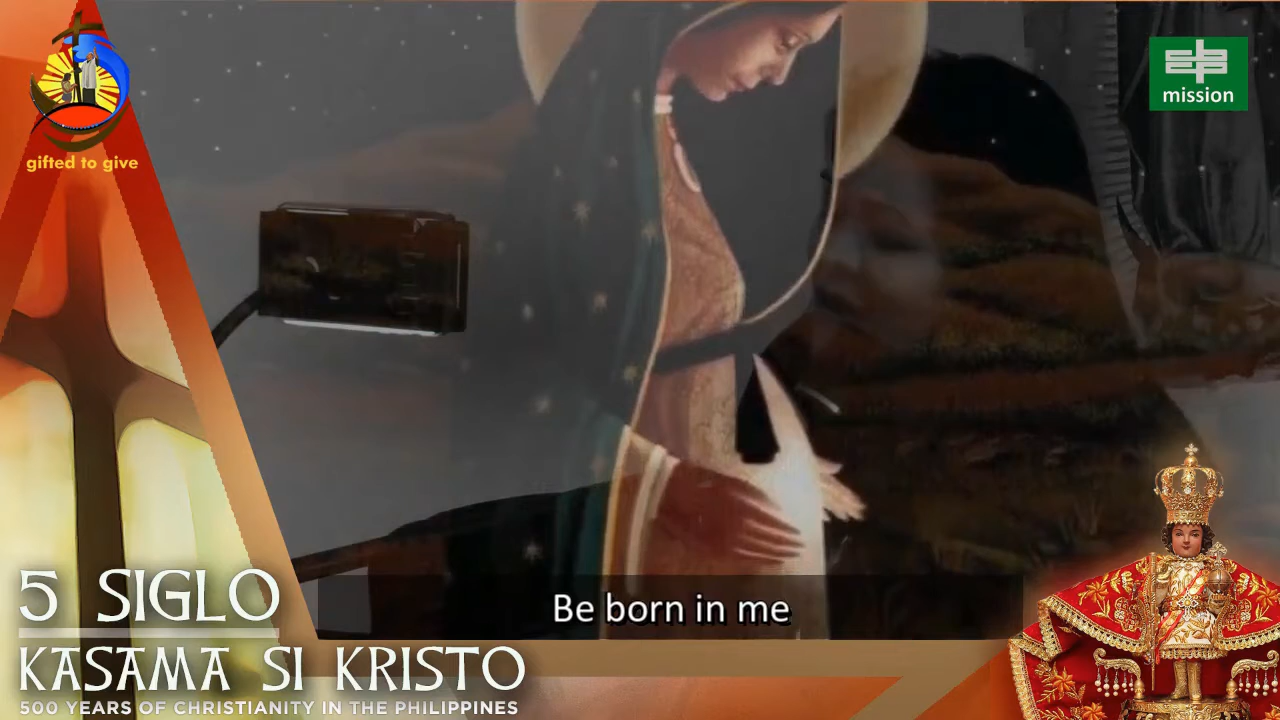 gifted to give
mission
Be born in me
5 SIGLO
KASAMA SI KRISTO
500 YEARS OF CHRISTIANITY IN THE PHILIPPINES